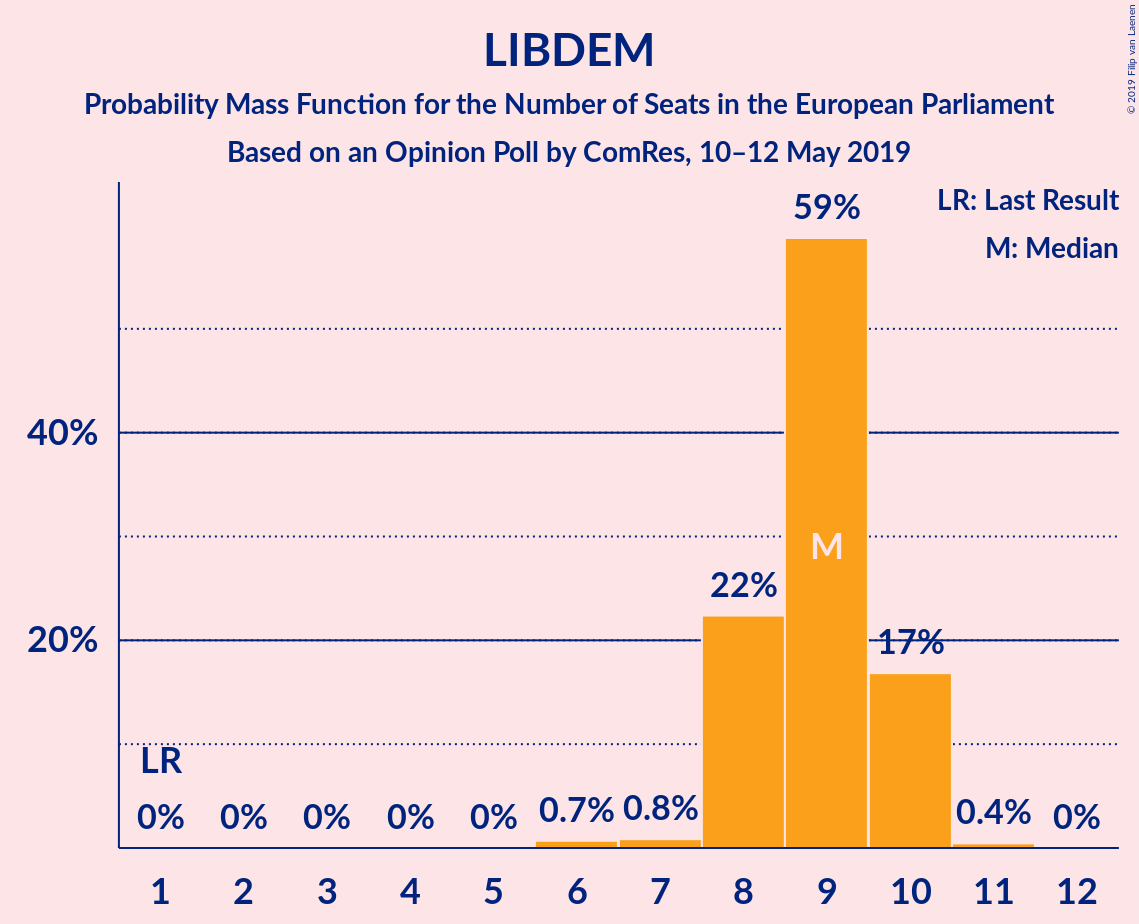 LIBDEM
Probability Mass Function for the Number of Seats in the European Parliament
Based on an Opinion Poll by ComRes, 10–12 May 2019
© 2019 Filip van Laenen
LR: Last Result
M: Median
59%
40%
M
22%
20%
17%
LR
0% 0% 0% 0% 0% 0.7% 0.8% 0.4% 0%
1 2 3 4 5 6 7 8 9 10 11 12